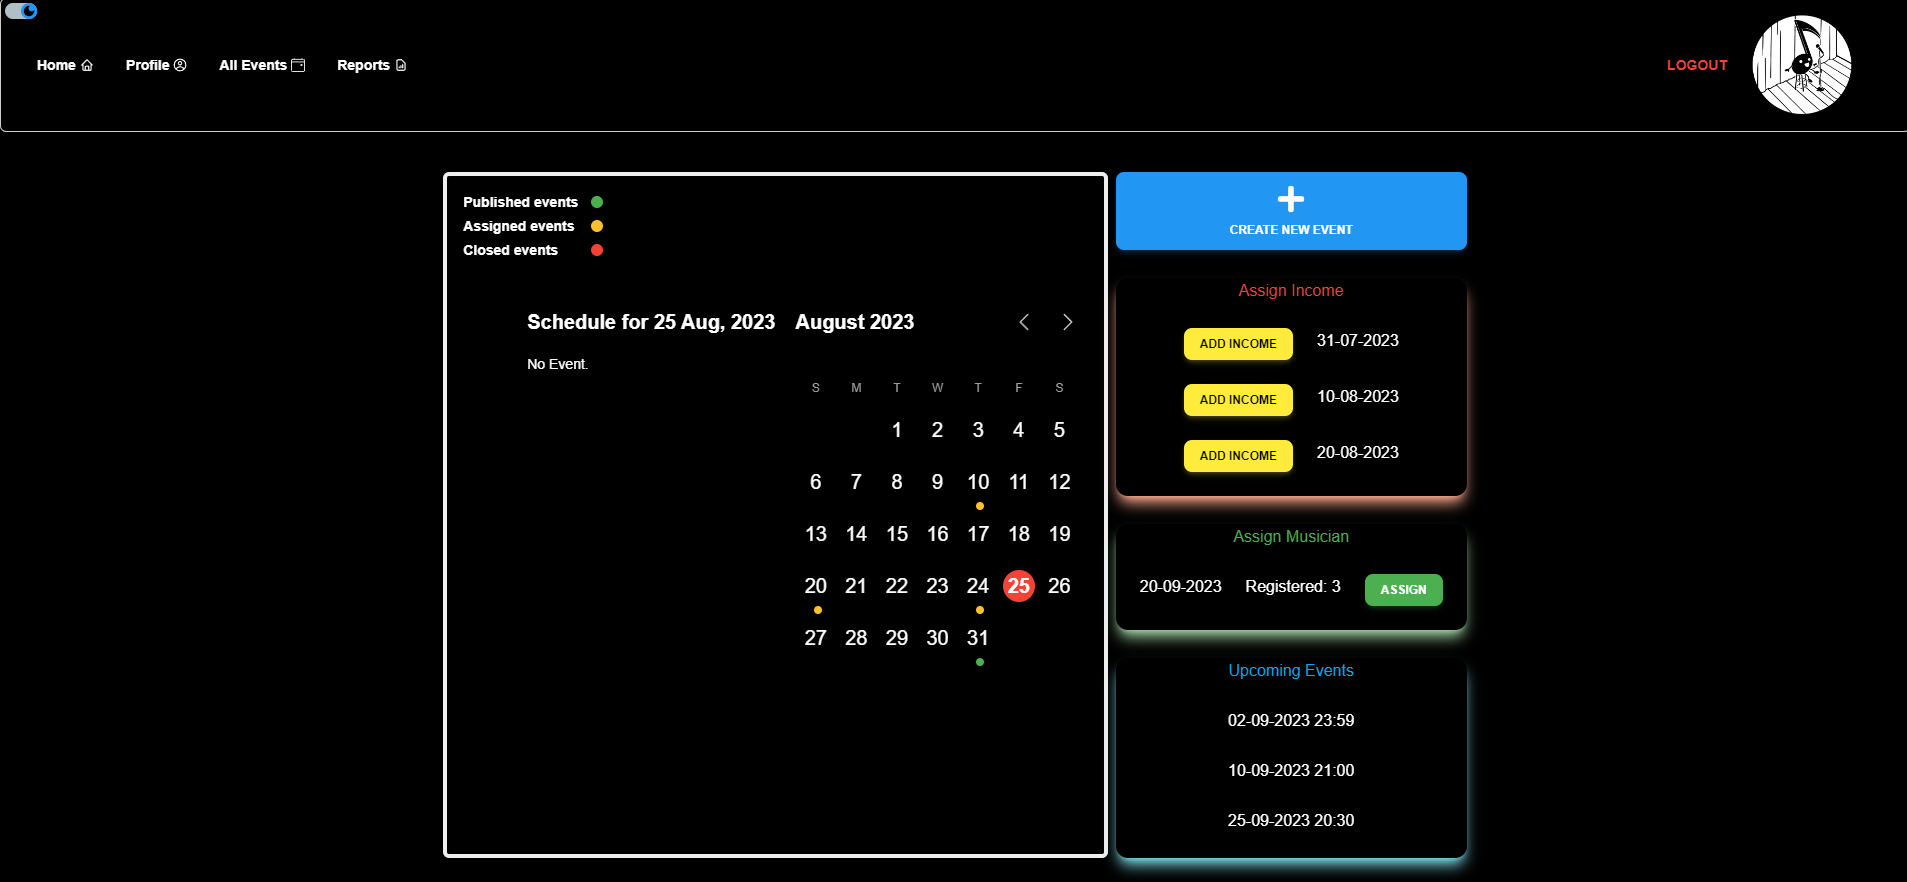 Home
Profile
All Events
Reports
LOGOUT
Published events
Assigned events
Closed events
Schedule for 25 Aug, 2023
No Event.
August 2023
S M T W T F S
1 2 3 4 5
6 7 8 9 10 11 12
13 14 15 16 17 18 19
20 21 22 23 24 25 26
27 28 29 30 31
CREATE NEW EVENT
Assign Income
ADD INCOME 31-07-2023
ADD INCOME 10-08-2023
ADD INCOME 20-08-2023
Assign Musician
20-09-2023 Registered: 3 ASSIGN
Upcoming Events
02-09-2023 23:59
10-09-2023 21:00
25-09-2023 20:30